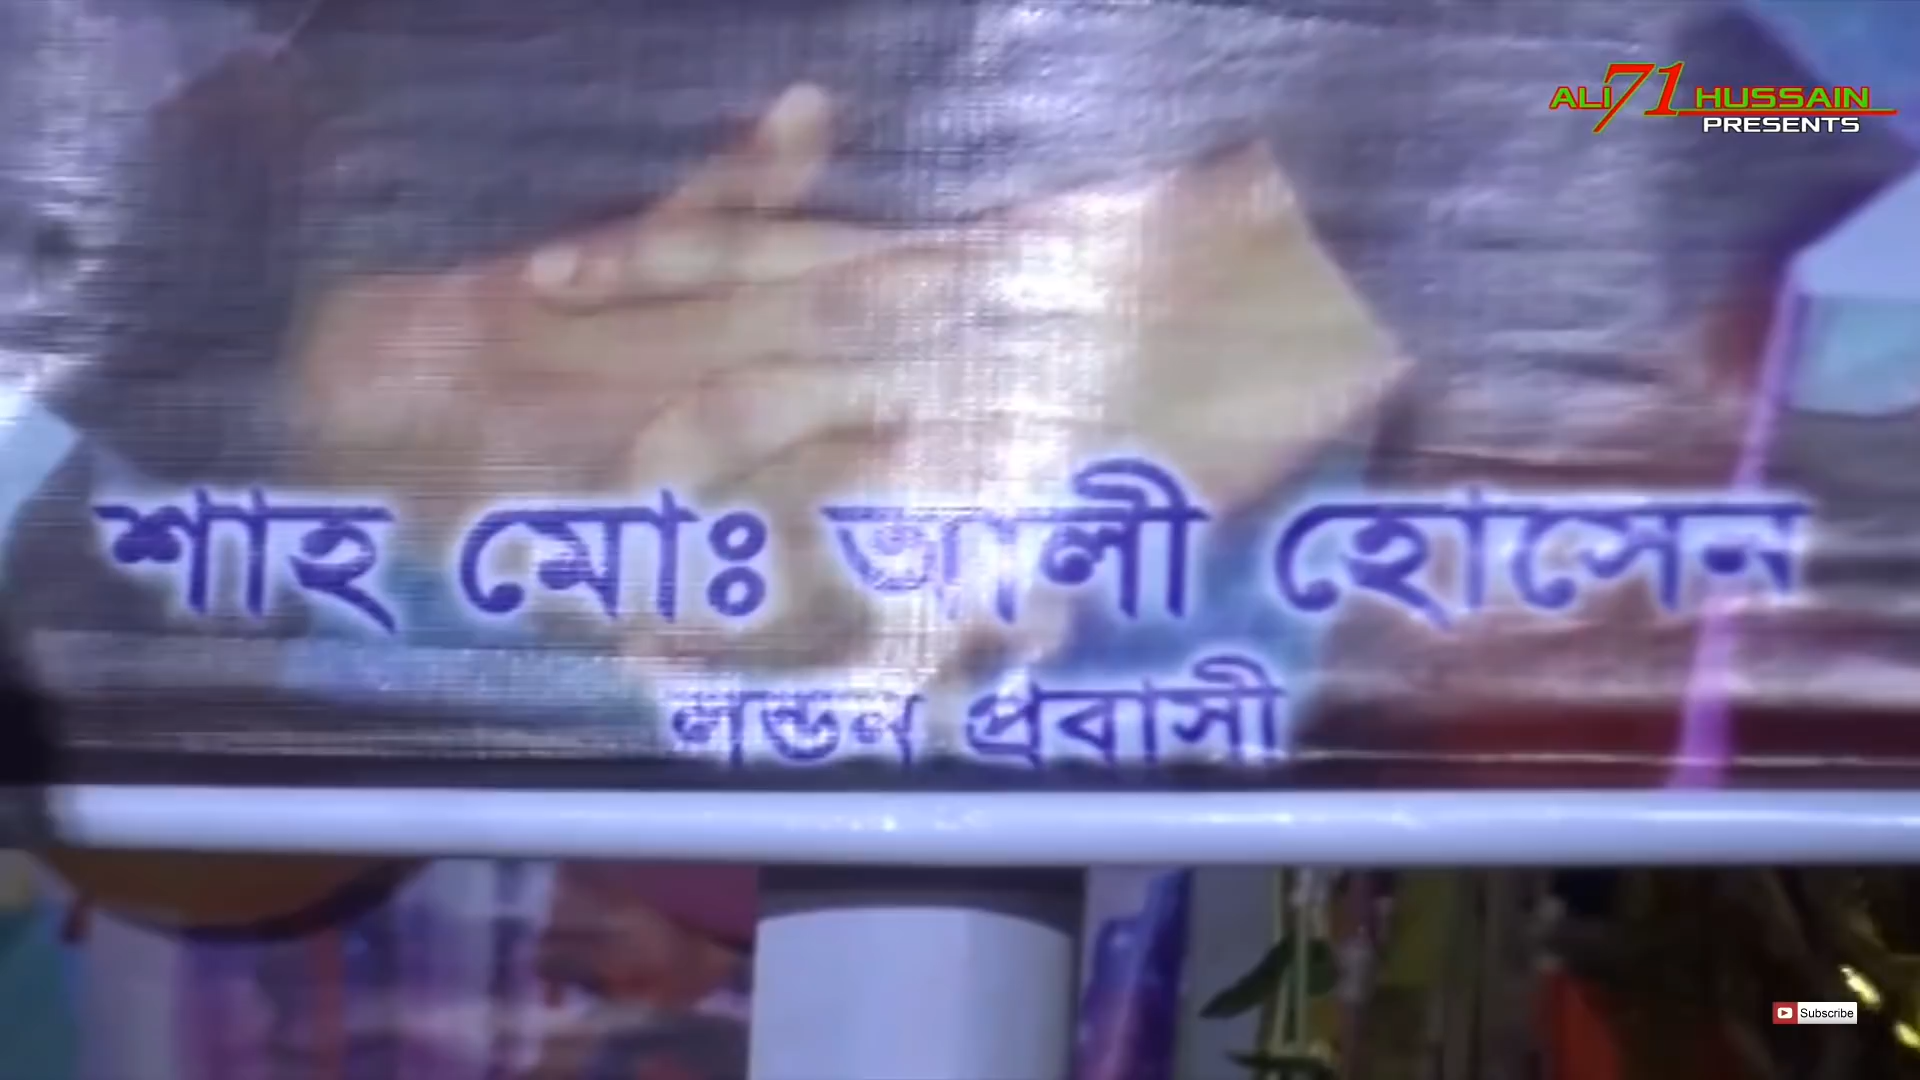 ALI 71 HUSSAIN
PRESENTS
শাহ মোঃ আলী হোসেন
লন্ডন প্রবাসী
Subscribe